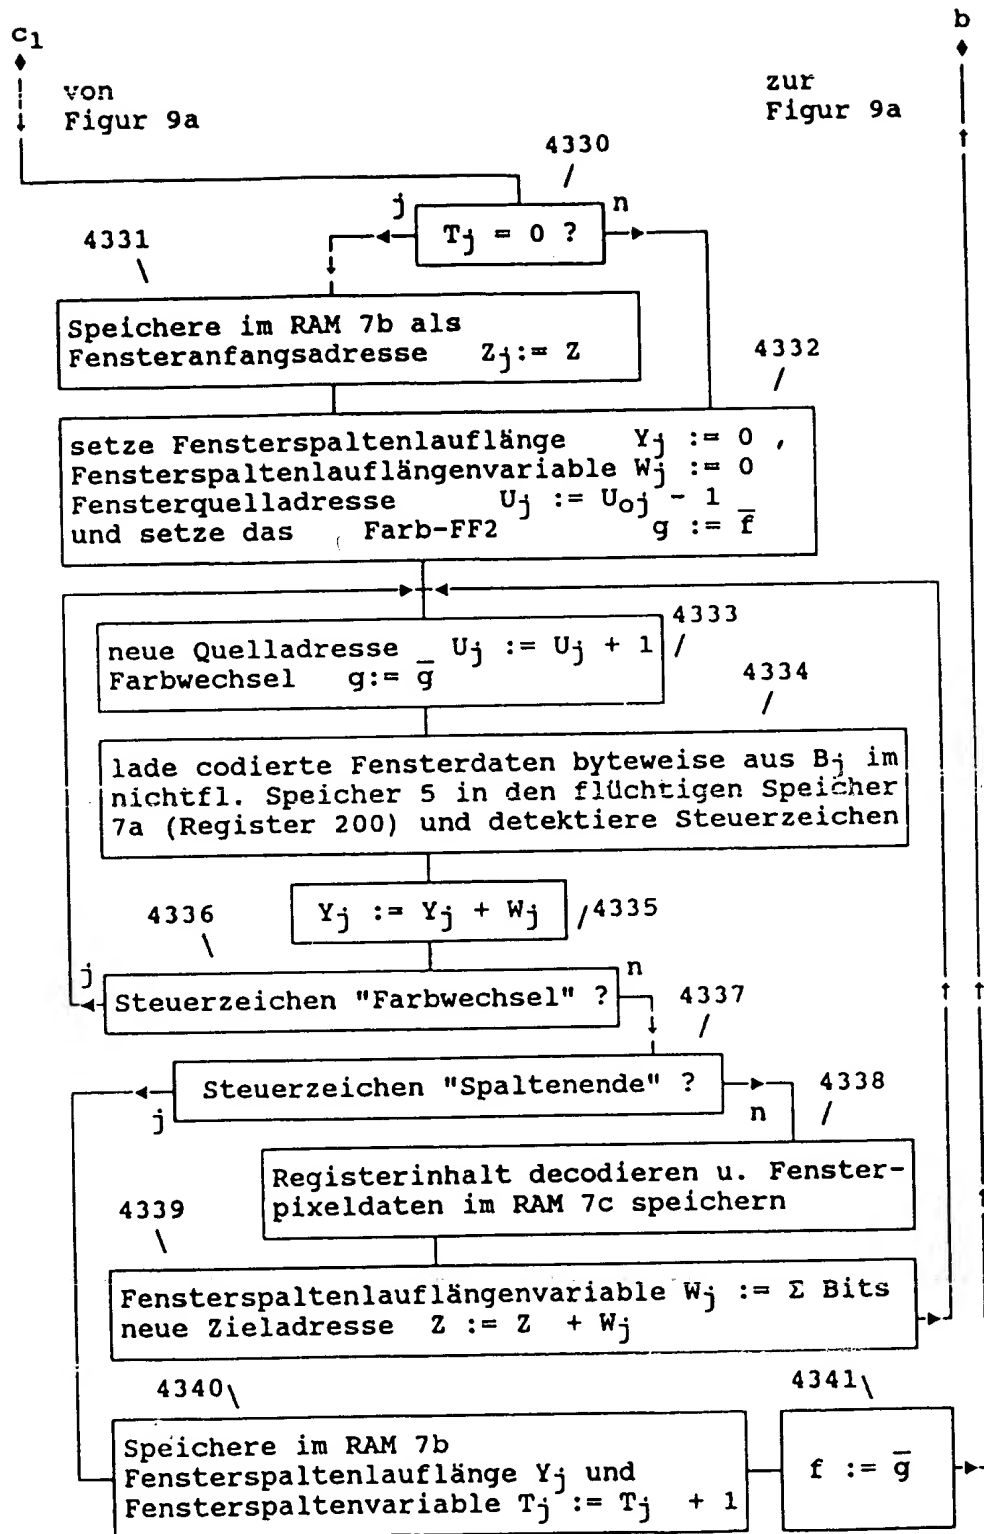 c1
b
von
Figur 9a
zur
Figur 9a
4330
j
n
Tj = 0 ?
4331
Speichere im RAM 7b als
Fensteranfangsadresse Zj:= Z
4332
setze Fensterspaltenlauflänge Yj := 0 ,
Fensterspaltenlauflängenvariable Wj := 0
Fensterquelladresse Uj := Uoj - 1
und setze das Farb-FF2 g := f̅
4333
neue Quelladresse Uj := Uj + 1
Farbwechsel g:= g̅
4334
lade codierte Fensterdaten byteweise aus Bj im
nichtfl. Speicher 5 in den flüchtigen Speicher
7a (Register 200) und detektiere Steuerzeichen
Yj := Yj + Wj
4335
4336
j
n
Steuerzeichen "Farbwechsel" ?
4337
Steuerzeichen "Spaltenende" ?
j
n
4338
Registerinhalt decodieren u. Fenster-
pixeldaten im RAM 7c speichern
4339
Fensterspaltenlauflängenvariable Wj := Σ Bits
neue Zieladresse Z := Z + Wj
4340
4341
Speichere im RAM 7b
Fensterspaltenlauflänge Yj und
Fensterspaltenvariable Tj := Tj + 1
f := g̅